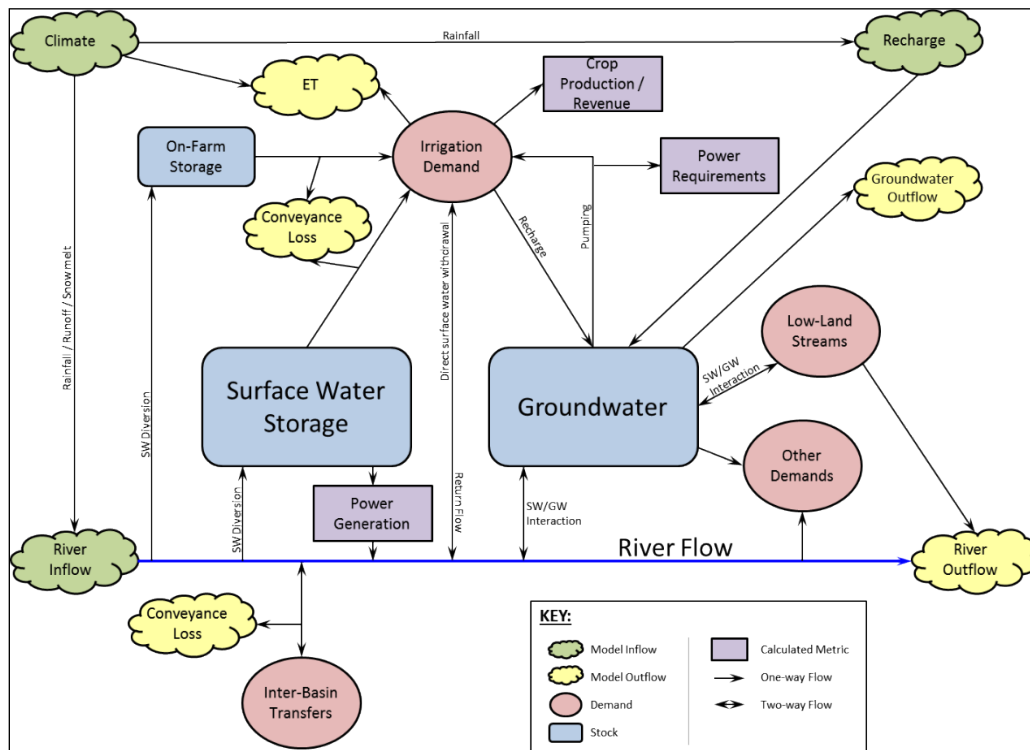 Climate
Rainfall
Recharge
ET
Crop
Production /
Revenue
On-Farm
Storage
Irrigation
Demand
Power
Requirements
Groundwater
Outflow
Conveyance
Loss
Rainfall / Runoff / Snow melt
SW Diversion
Direct surface water withdrawal
Recharge
Pumping
Low-Land
Streams
SW/GW
Interaction
Surface Water
Storage
Groundwater
Other
Demands
SW Diversion
Power
Generation
Return Flow
SW/GW
Interaction
River
Inflow
River Flow
River
Outflow
Conveyance
Loss
Inter-Basin
Transfers
KEY:
Model Inflow
Model Outflow
Demand
Stock
Calculated Metric
One-way Flow
Two-way Flow